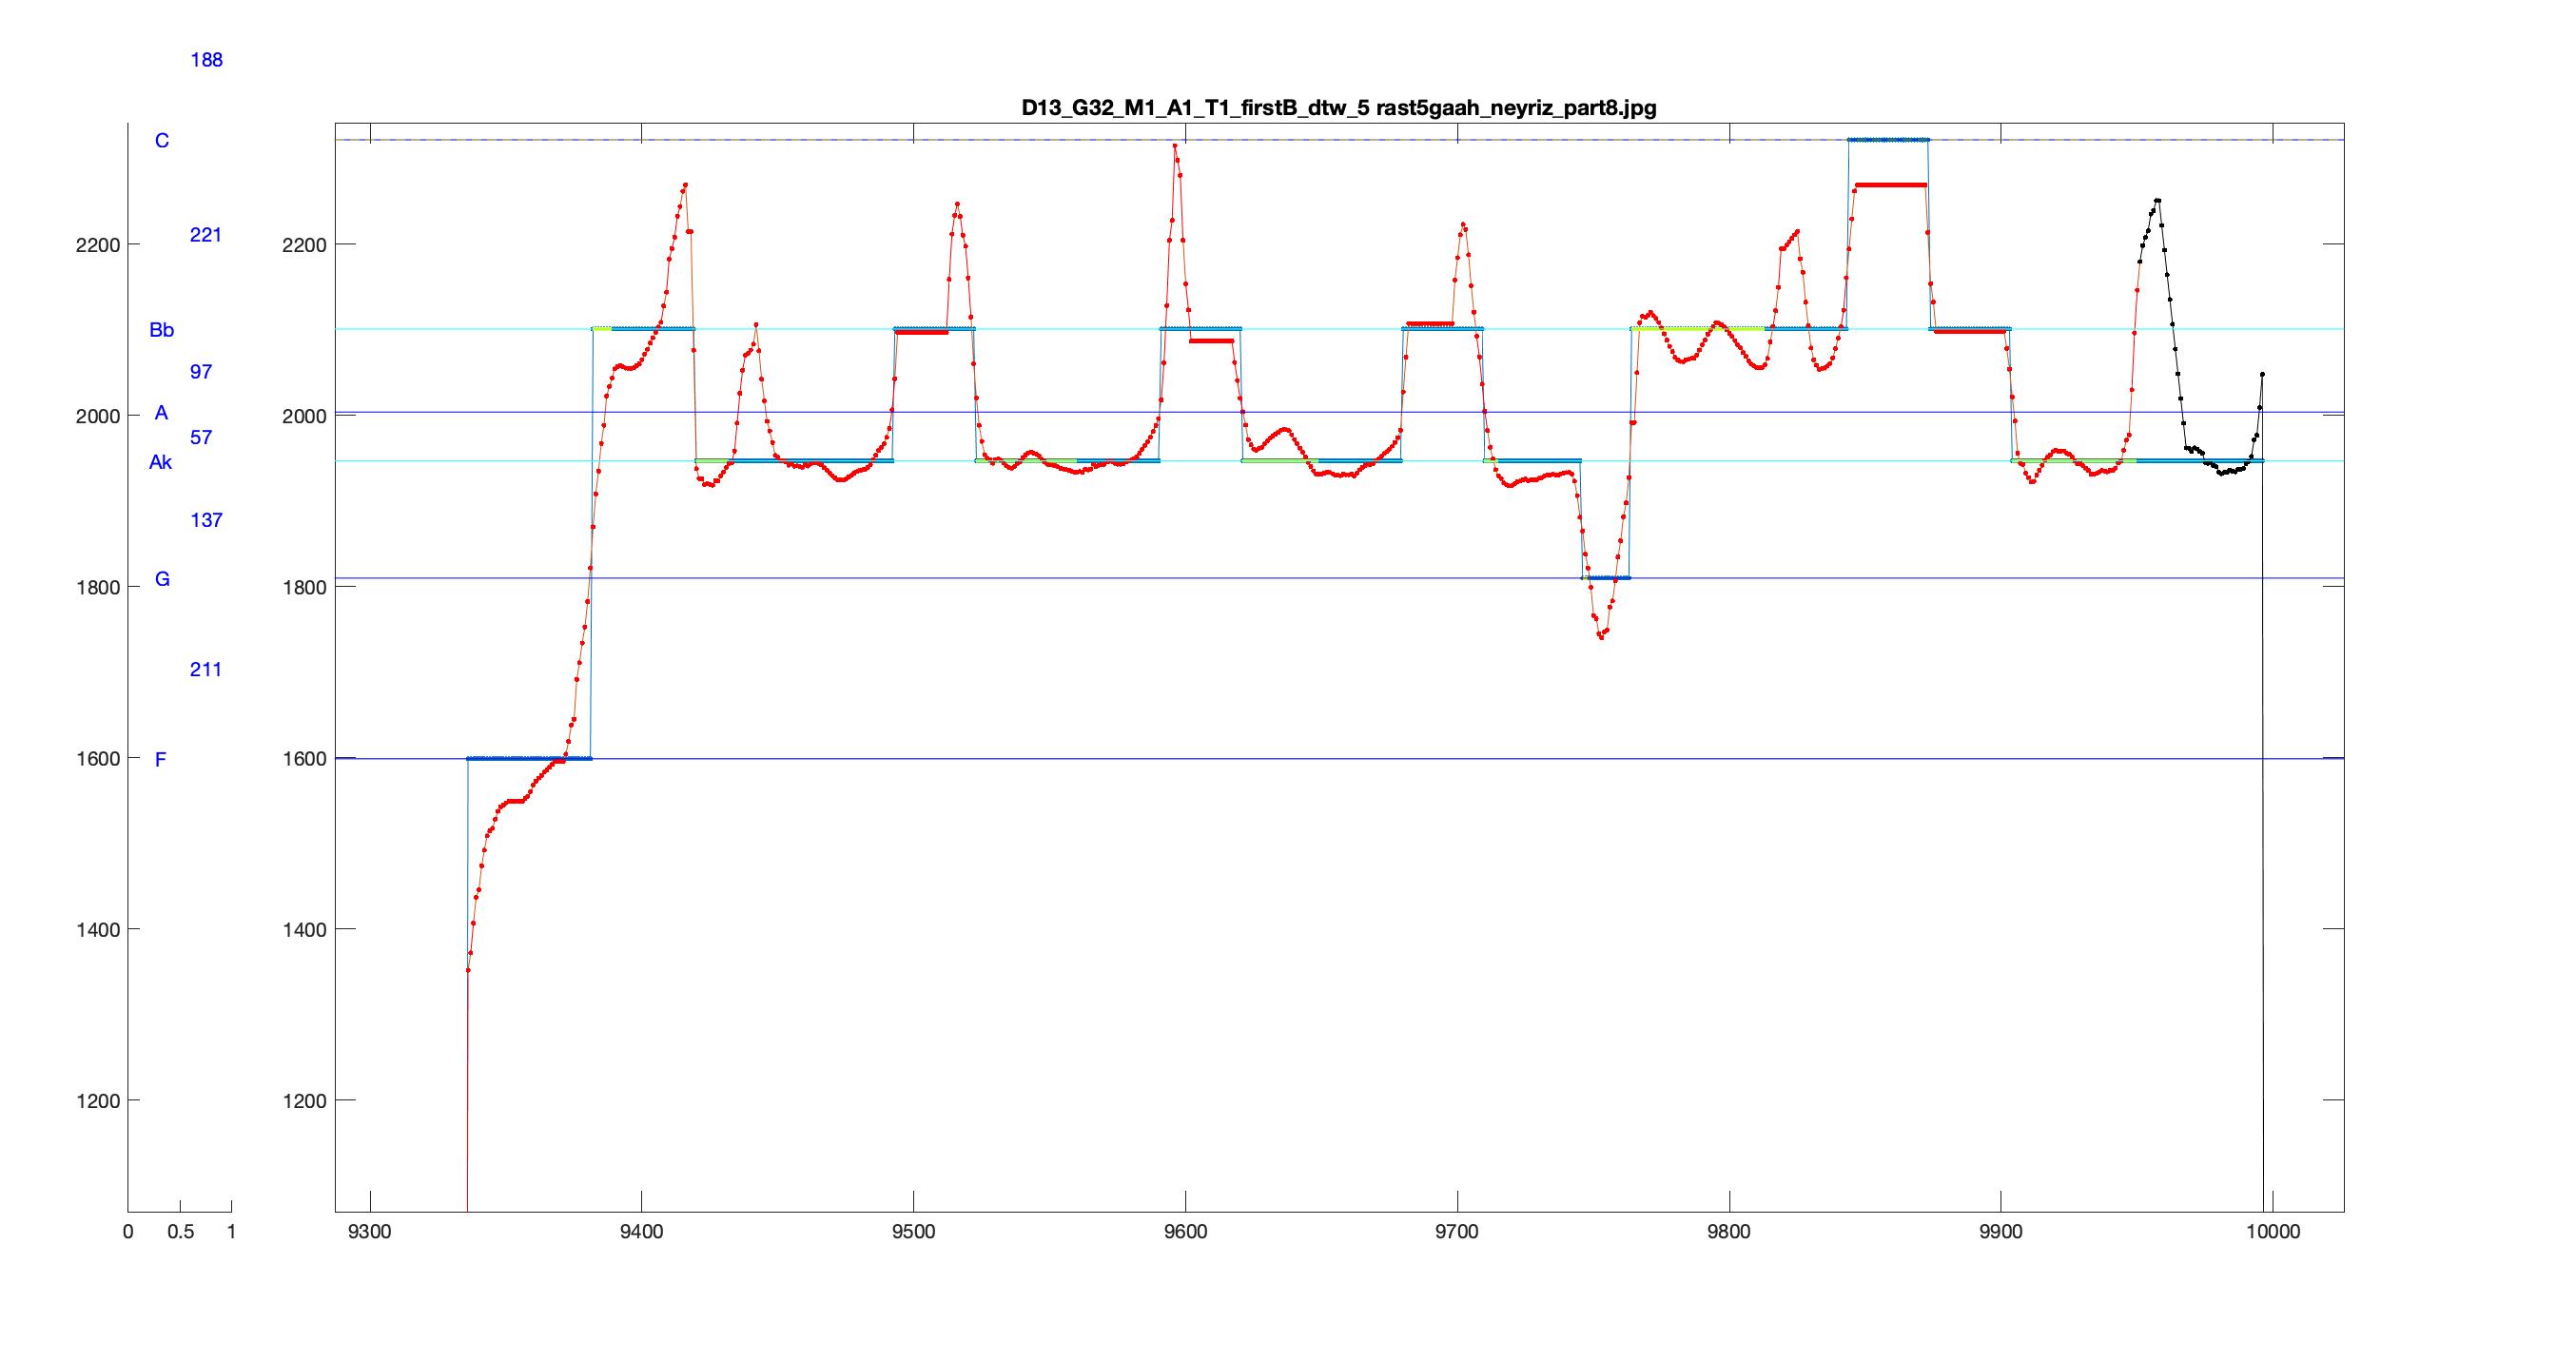 188
D13_G32_M1_A1_T1_firstB_dtw_5 rast5gaah_neyriz_part8.jpg
C
221
2200 2200
Bb
97
A
2000 2000
57
Ak
137
G
1800 1800
211
F
1600 1600
1400 1400
1200 1200
0 0.5 1 9300 9400 9500 9600 9700 9800 9900 10000